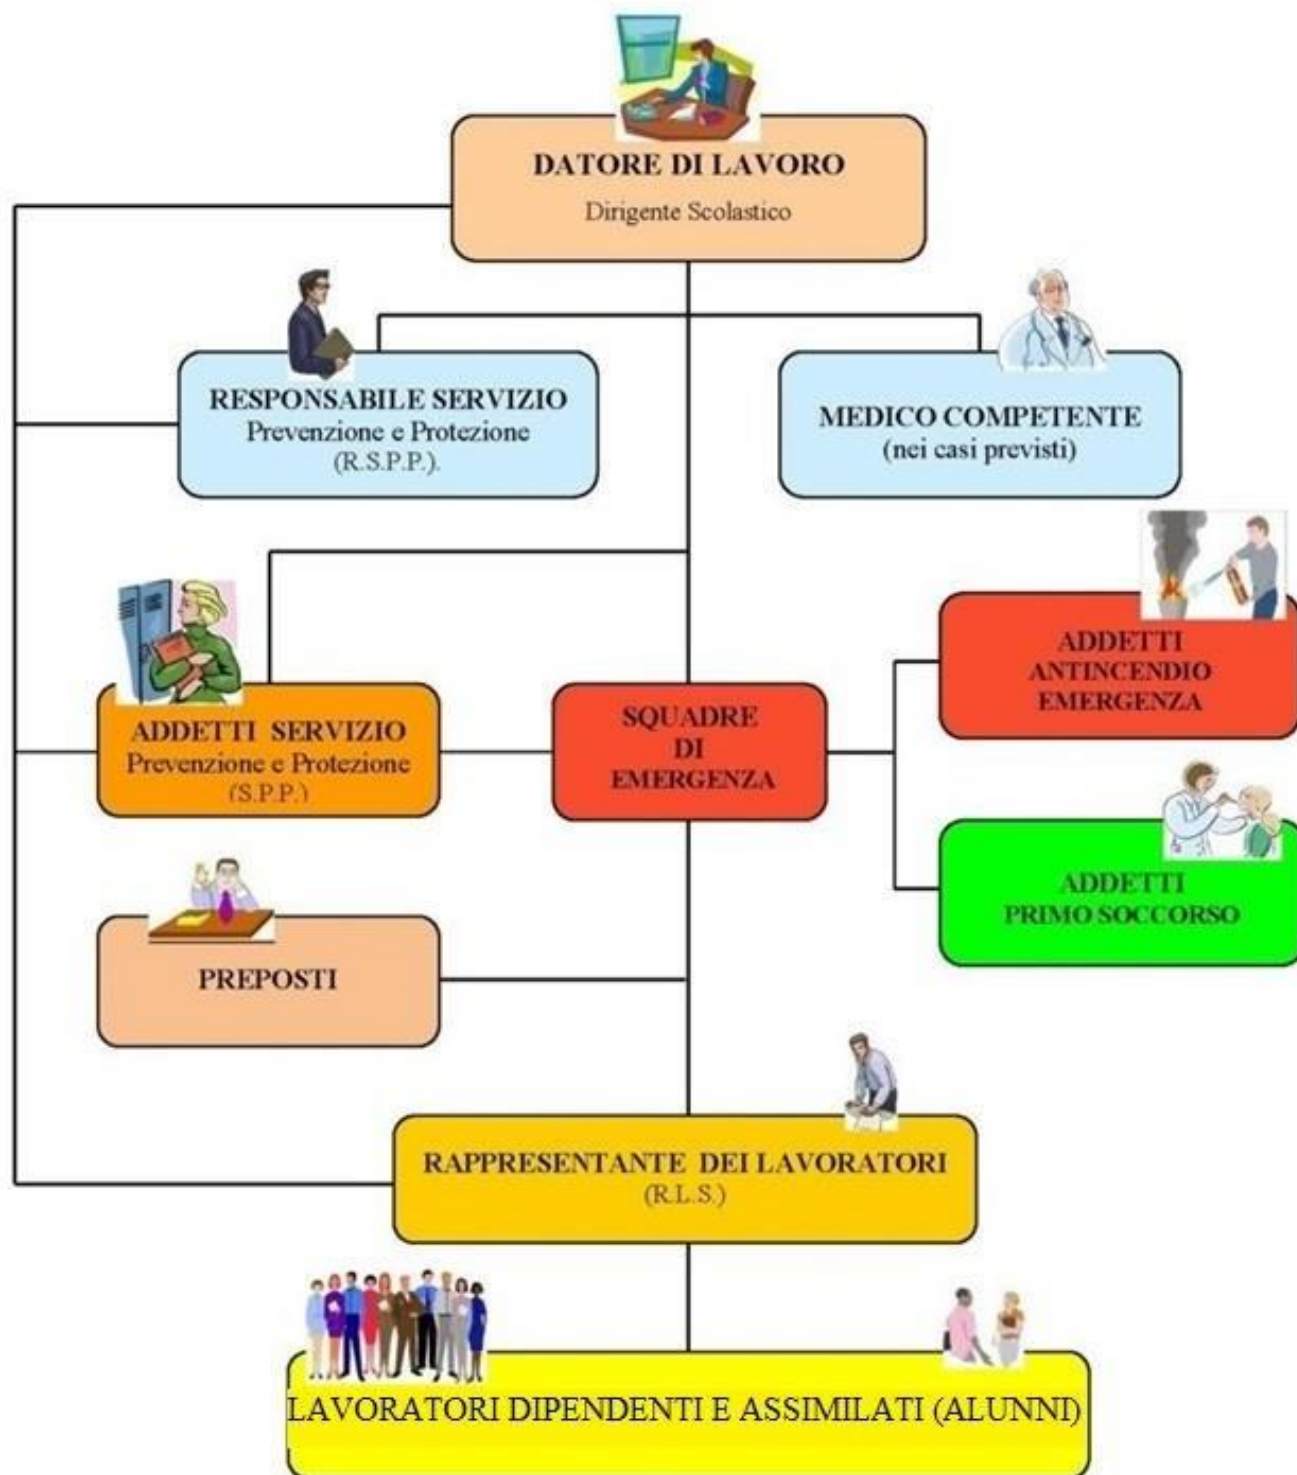 DATORE DI LAVORO
Dirigente Scolastico
RESPONSABILE SERVIZIO
Prevenzione e Protezione
(R.S.P.P.).
MEDICO COMPETENTE
(nei casi previsti)
ADDETTI
ANTINCENDIO
EMERGENZA
ADDETTI SERVIZIO
Prevenzione e Protezione
(S.P.P.)
SQUADRE
DI
EMERGENZA
ADDETTI
PRIMO SOCCORSO
PREPOSTI
RAPPRESENTANTE DEI LAVORATORI
(R.L.S.)
LAVORATORI DIPENDENTI E ASSIMILATI (ALUNNI)